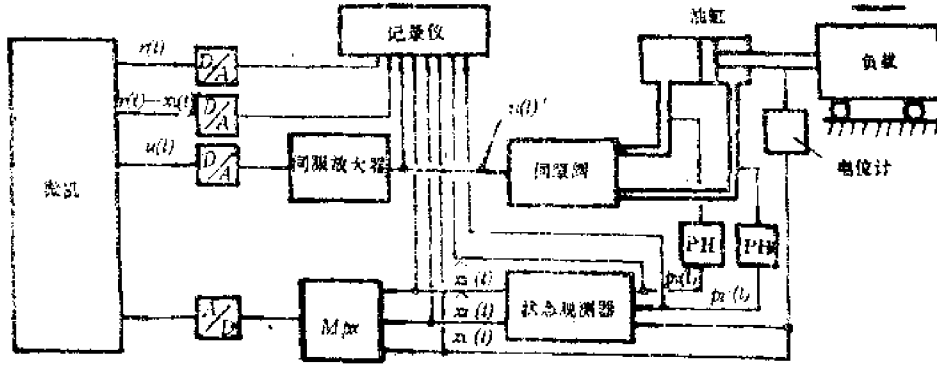 油缸
记录仪
负载
r(t)
D/A
r(t)—x₁(t)
D/A
u(t)
D/A
伺服放大器
伺服阀
电位计
微机
PH
PH
x₃(t)
p₁(t)
p₂(t)
状态观测器
x₂(t)
A/D
Mpx
x₁(t)